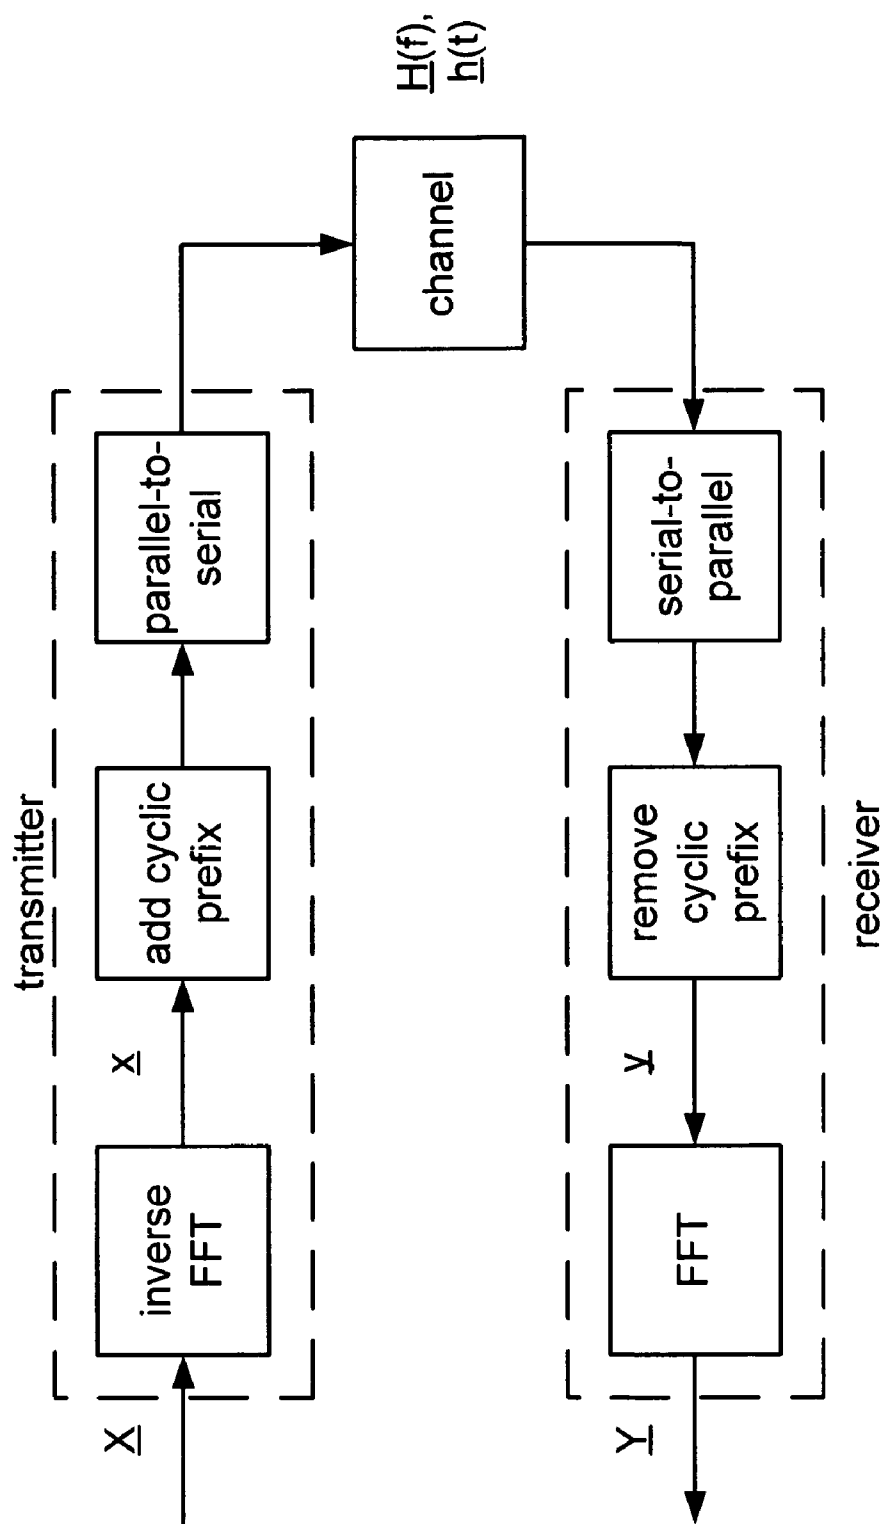 transmitter
X
inverse
FFT
x
add cyclic
prefix
parallel-to-
serial
channel
H(f),
h(t)
serial-to-
parallel
remove
cyclic
prefix
y
FFT
Y
receiver